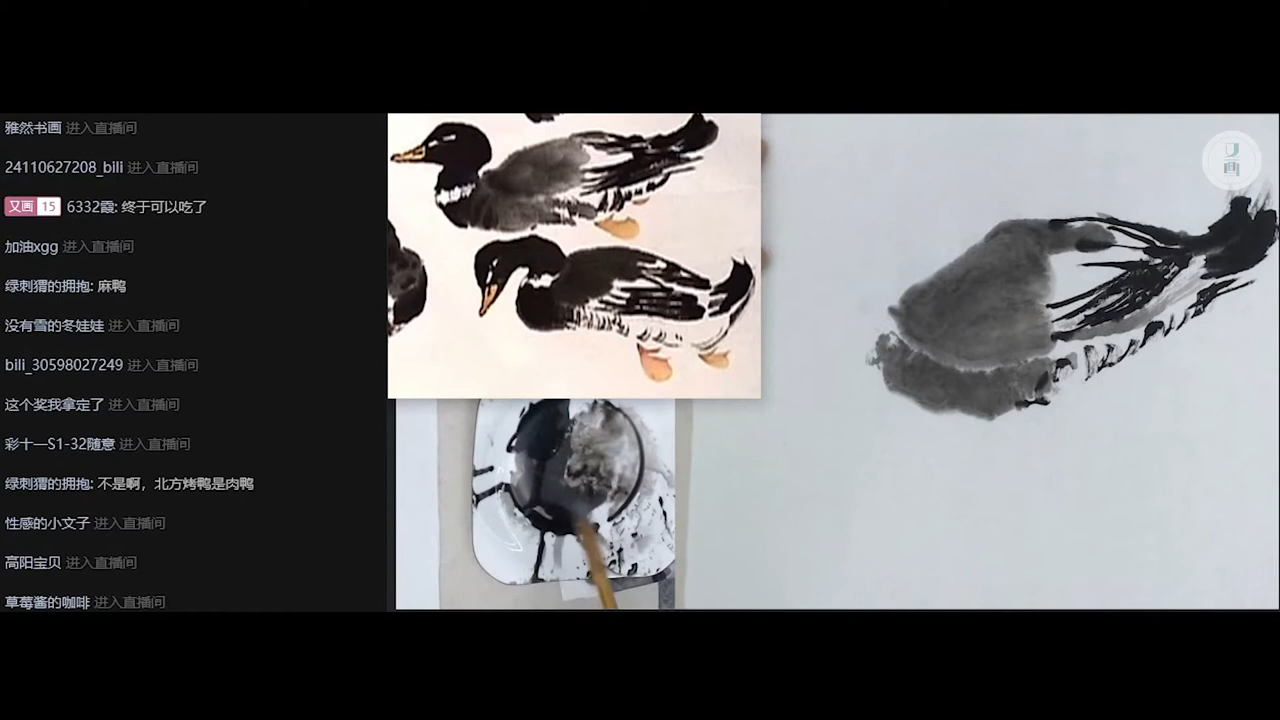 雅然书画 进入直播间
24110627208_bili 进入直播间
又画 15 6332霞: 终于可以吃了
加油xgg 进入直播间
绿刺猬的拥抱: 麻鸭
没有雪的冬娃娃 进入直播间
bili_30598027249 进入直播间
这个奖我拿定了 进入直播间
彩十一S1-32随意 进入直播间
绿刺猬的拥抱: 不是啊，北方烤鸭是肉鸭
性感的小文子 进入直播间
高阳宝贝 进入直播间
草莓酱的咖啡 进入直播间
又画